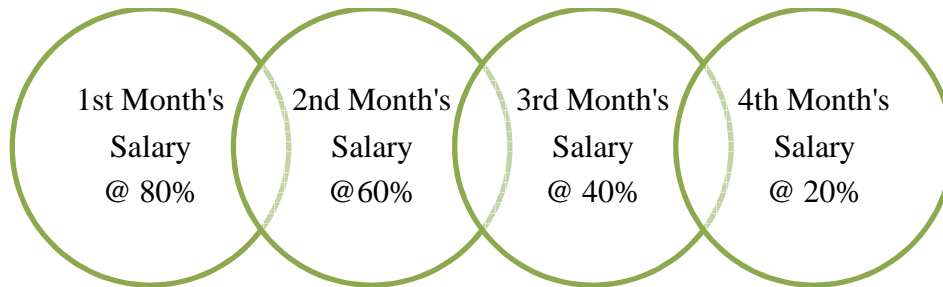 1st Month's
Salary
@ 80%
2nd Month's
Salary
@60%
3rd Month's
Salary
@ 40%
4th Month's
Salary
@ 20%